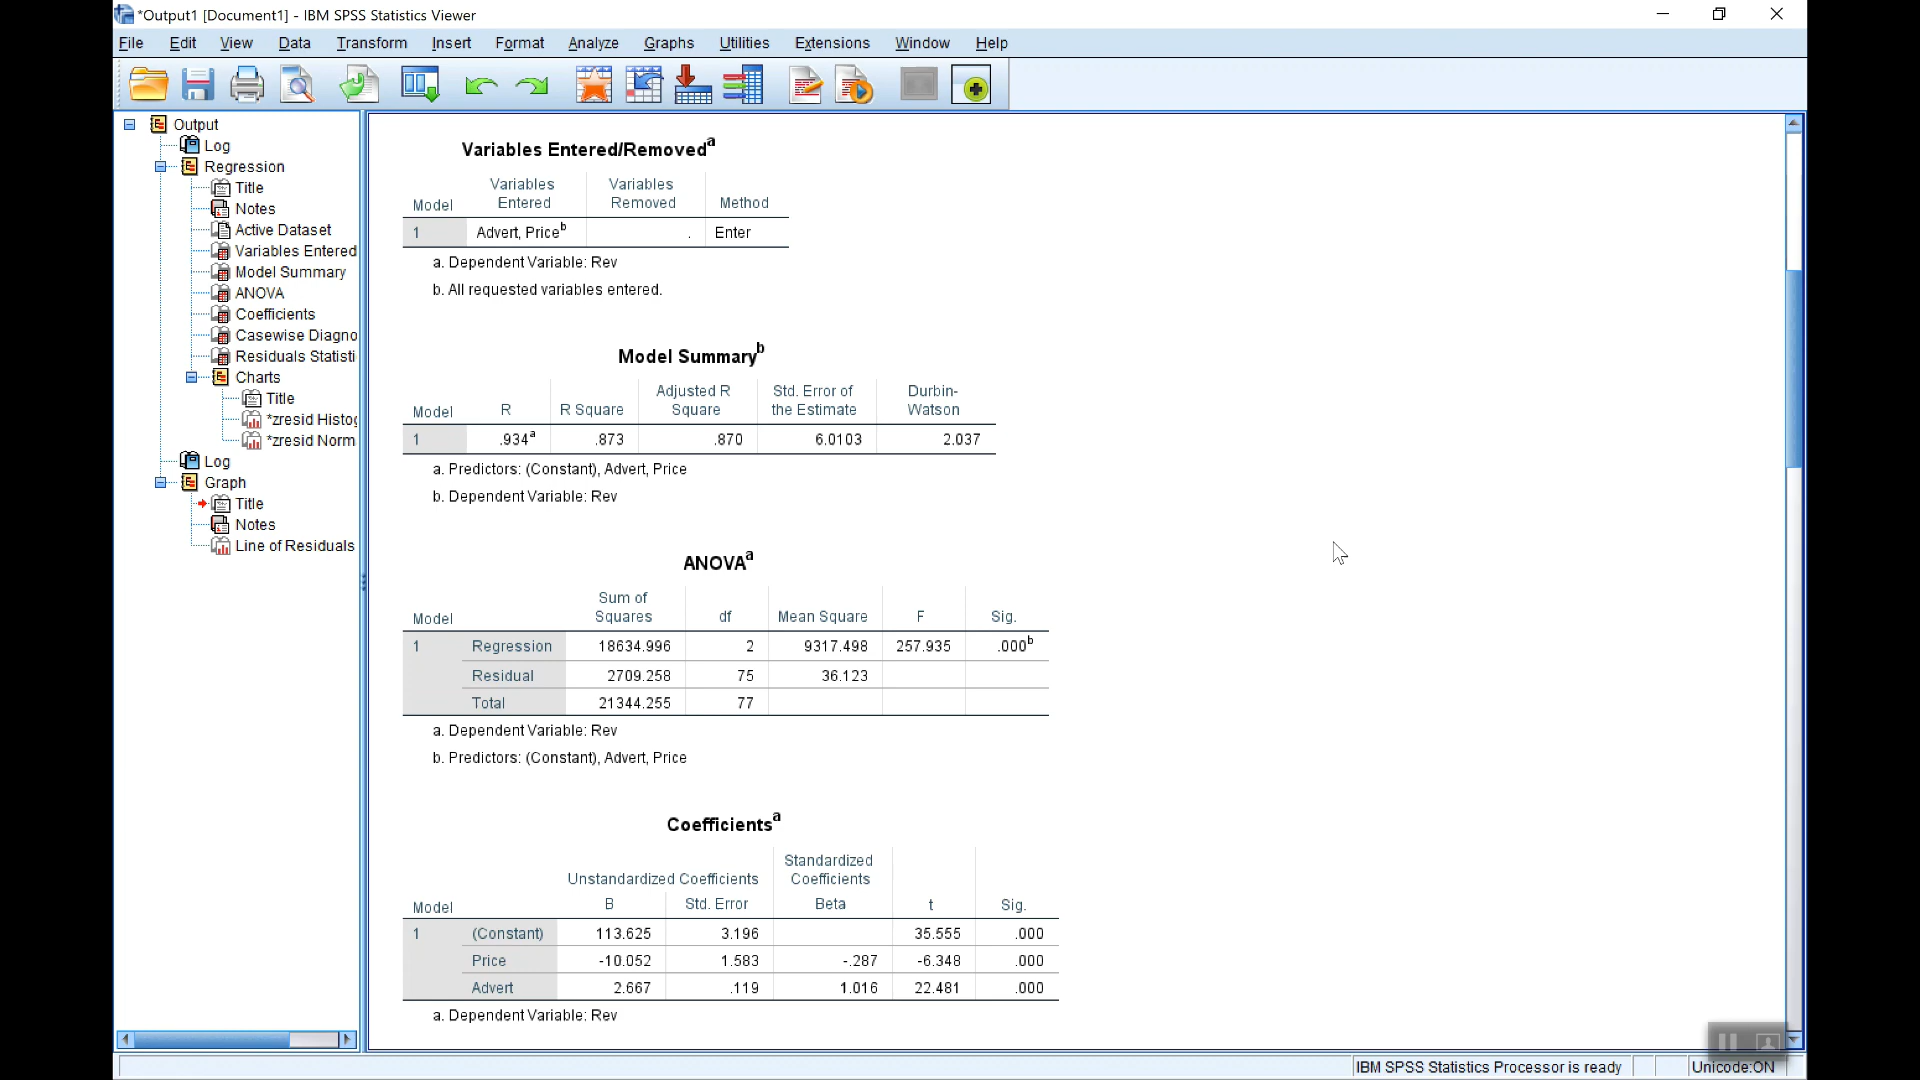 *Output1 [Document1] - IBM SPSS Statistics Viewer
File Edit View Data Transform Insert Format Analyze Graphs Utilities Extensions Window Help
Output
Log
Regression
Title
Notes
Active Dataset
Variables Entered
Model Summary
ANOVA
Coefficients
Casewise Diagno
Residuals Statisti
Charts
Title
*zresid Histog
*zresid Norm
Log
Graph
Title
Notes
Line of Residuals
Variables Entered/Removed a
Variables Variables
Model Entered Removed Method
1 Advert, Price b . Enter
a. Dependent Variable: Rev
b. All requested variables entered.
Model Summary b
Adjusted R Std. Error of Durbin-
Model R R Square Square the Estimate Watson
1 .934 a .873 .870 6.0103 2.037
a. Predictors: (Constant), Advert, Price
b. Dependent Variable: Rev
ANOVA a
Sum of
Model Squares df Mean Square F Sig.
1 Regression 18634.996 2 9317.498 257.935 .000 b
Residual 2709.258 75 36.123
Total 21344.255 77
a. Dependent Variable: Rev
b. Predictors: (Constant), Advert, Price
Coefficients a
Standardized
Unstandardized Coefficients Coefficients
Model B Std. Error Beta t Sig.
1 (Constant) 113.625 3.196 35.555 .000
Price -10.052 1.583 -.287 -6.348 .000
Advert 2.667 .119 1.016 22.481 .000
a. Dependent Variable: Rev
IBM SPSS Statistics Processor is ready Unicode:ON